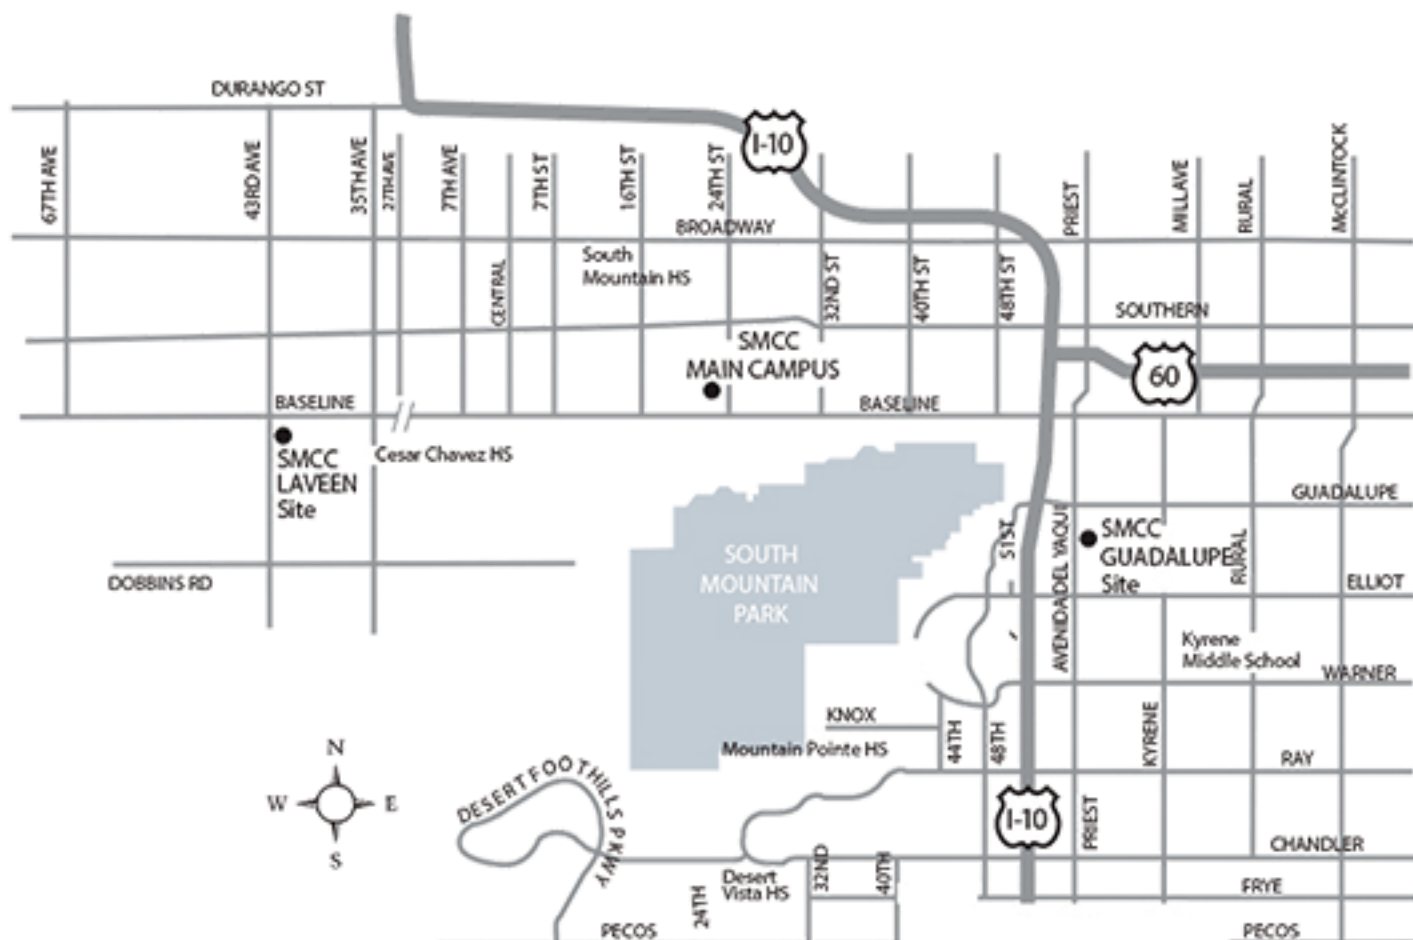 DURANGO ST
I-10
67TH AVE
43RD AVE
35TH AVE
27TH AVE
7TH AVE
7TH ST
16TH ST
24TH ST
PRIEST
MILLAVE
RURAL
McCLINTOCK
BROADWAY
South
Mountain HS
CENTRAL
32ND ST
40TH ST
48TH ST
SOUTHERN
SMCC
MAIN CAMPUS
60
BASELINE
BASELINE
SMCC
LAVEEN
Site
Cesar Chavez HS
GUADALUPE
51ST
AVENIDADEL YAQUI
SMCC
GUADALUPE
Site
RURAL
SOUTH
MOUNTAIN
PARK
DOBBINS RD
ELLIOT
Kyrene
Middle School
WARNER
KNOX
Mountain Pointe HS
44TH
48TH
KYRENE
RAY
N
W E
S
DESERT FOOTHILLS PKWY
I-10
PRIEST
CHANDLER
Desert
Vista HS
32ND
40TH
24TH
FRYE
PECOS
PECOS